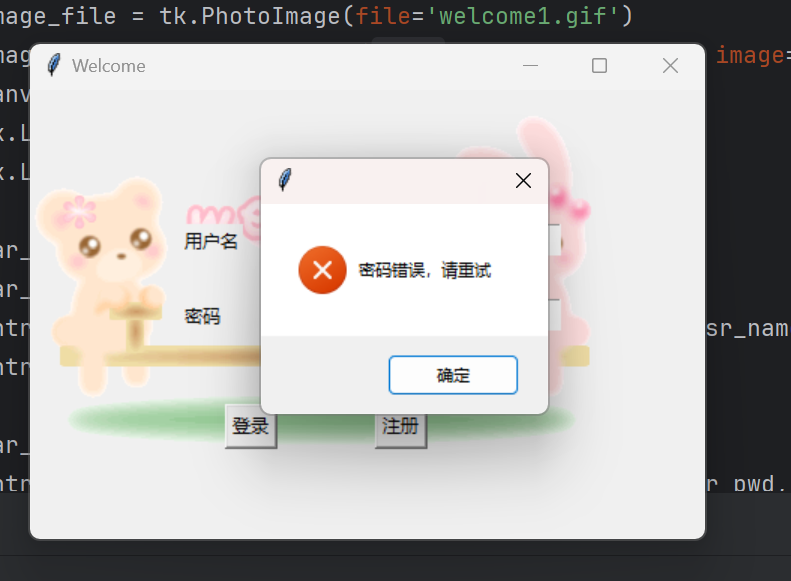 mage_file = tk.PhotoImage(file='welcome1.gif')
Welcome
image=
用户名
密码错误，请重试
密码
确定
登录
注册
sr_nam
r_pwd.